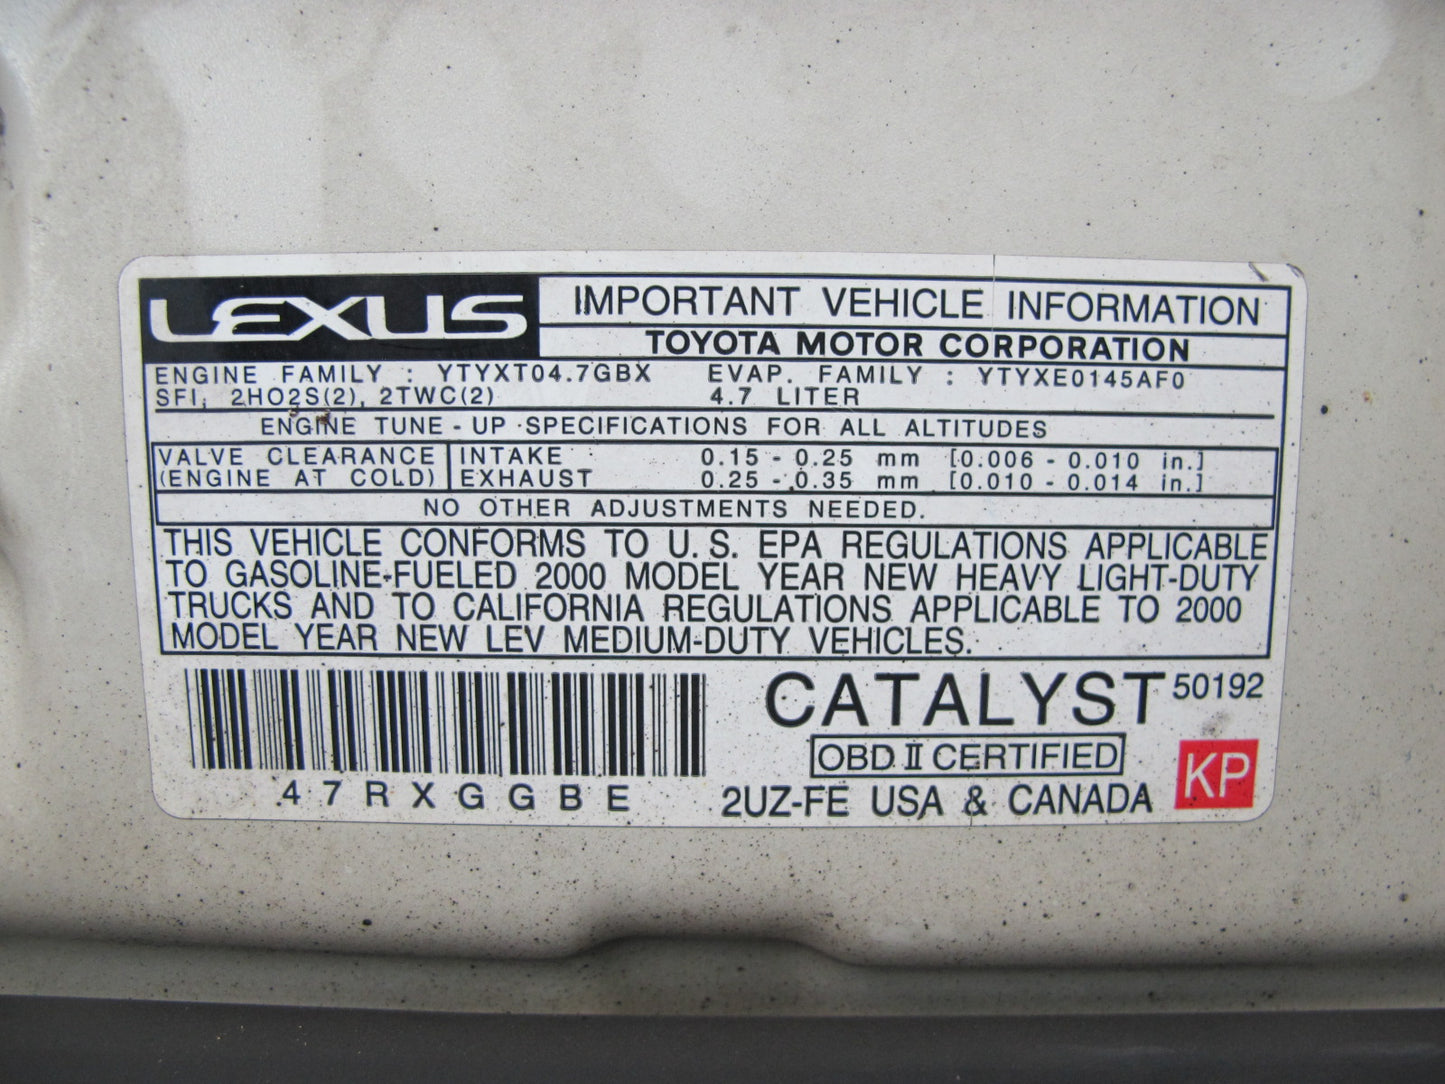 LEXUS
IMPORTANT VEHICLE INFORMATION
TOYOTA MOTOR CORPORATION
ENGINE FAMILY : YTYXT04.7GBX EVAP. FAMILY : YTYXE0145AF0
SFI, 2HO2S(2), 2TWC(2) 4.7 LITER
ENGINE TUNE - UP SPECIFICATIONS FOR ALL ALTITUDES
VALVE CLEARANCE INTAKE 0.15 - 0.25 mm [0.006 - 0.010 in.]
(ENGINE AT COLD) EXHAUST 0.25 - 0.35 mm [0.010 - 0.014 in.]
NO OTHER ADJUSTMENTS NEEDED.
THIS VEHICLE CONFORMS TO U.S. EPA REGULATIONS APPLICABLE
TO GASOLINE-FUELED 2000 MODEL YEAR NEW HEAVY LIGHT-DUTY
TRUCKS AND TO CALIFORNIA REGULATIONS APPLICABLE TO 2000
MODEL YEAR NEW LEV MEDIUM-DUTY VEHICLES.
CATALYST 50192
OBD II CERTIFIED
KP
47RXGGBE 2UZ-FE USA & CANADA